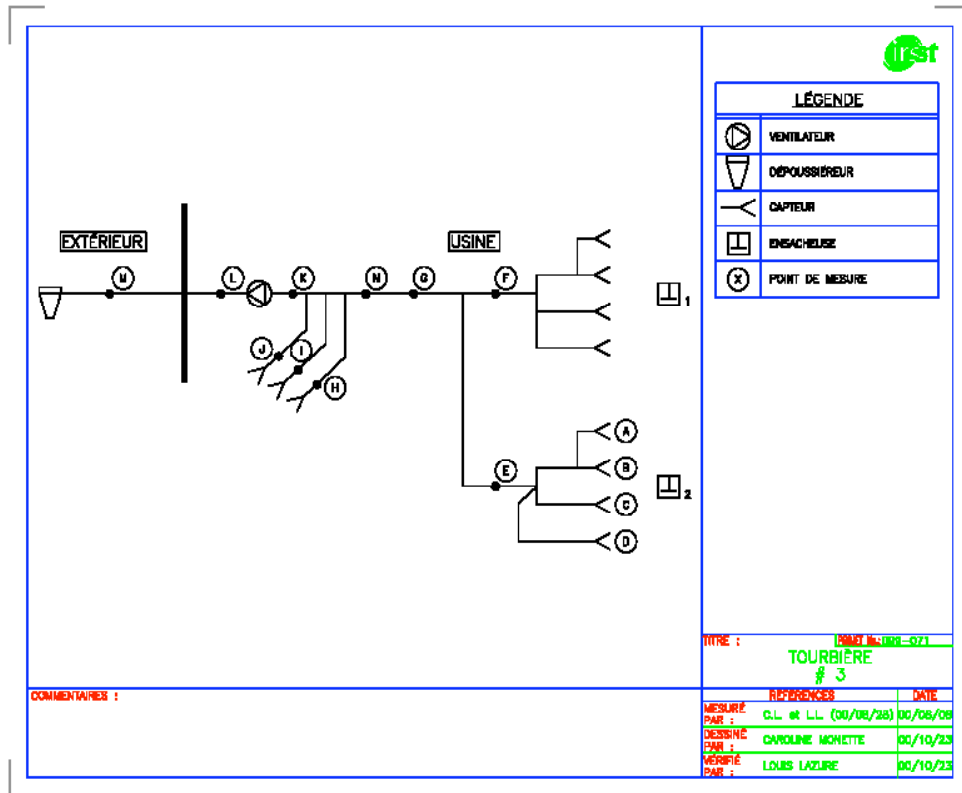 irsst
LÉGENDE
VENTILATEUR
DÉPOUSSIÉREUR
CAPTEUR
ENSACHEUSE
X POINT DE MESURE
EXTÉRIEUR
USINE
M
L
K
N
G
F
J
I
H
1
A
B
E
C
D
2
TITRE :
TOURBIÈRE
# 3
COMMENTAIRES :
RÉFÉRENCES DATE
MESURÉ PAR : C.L. et L.L. (00/08/28)
DESSINÉ PAR : CAROLINE MONETTE 00/10/23
VÉRIFIÉ PAR : LOUIS LAZURE 00/10/23